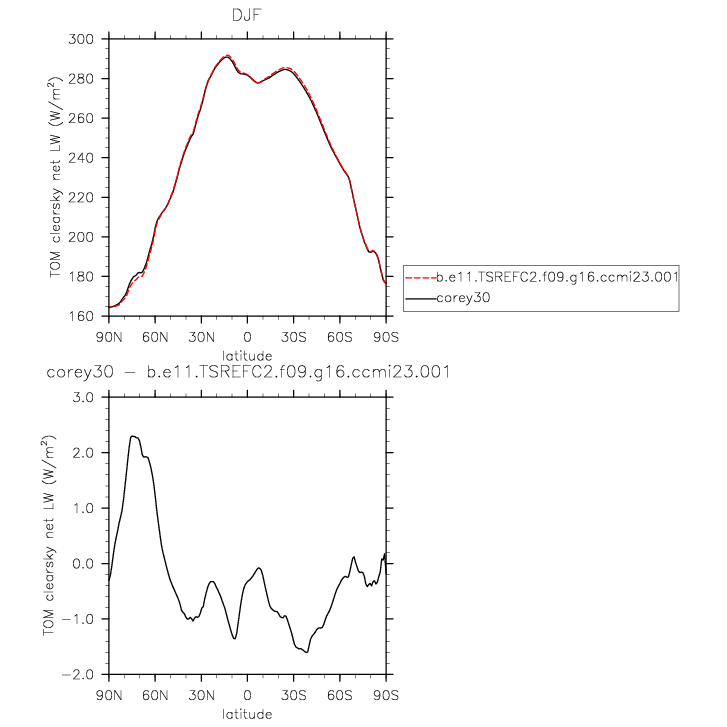 DJF
TOM clearsky net LW (W/m²)
300
280
260
240
220
200
180
160
90N 60N 30N 0 30S 60S 90S
latitude
b.e11.TSREFC2.f09.g16.ccmi23.001
corey30
corey30 − b.e11.TSREFC2.f09.g16.ccmi23.001
TOM clearsky net LW (W/m²)
3.0
2.0
1.0
0.0
−1.0
−2.0
90N 60N 30N 0 30S 60S 90S
latitude